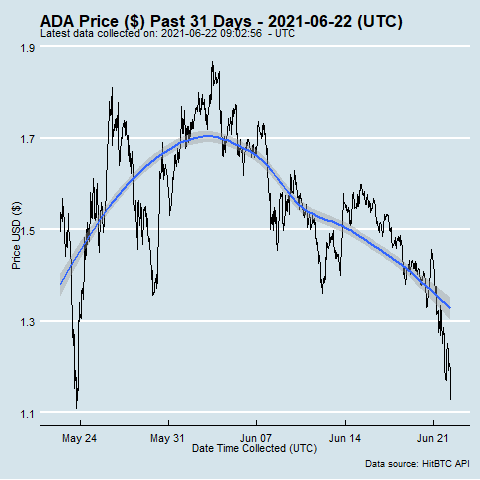 ADA Price ($) Past 31 Days - 2021-06-22 (UTC)
Latest data collected on: 2021-06-22 09:02:56 - UTC
1.9
1.7
1.5
1.3
1.1
Price USD ($)
May 24 May 31 Jun 07 Jun 14 Jun 21
Date Time Collected (UTC)
Data source: HitBTC API